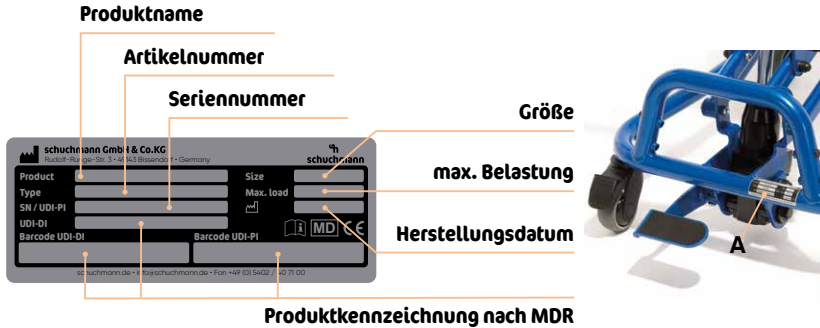 Produktname
Artikelnummer
Seriennummer
Größe
max. Belastung
Herstellungsdatum
Produktkennzeichnung nach MDR
schuchmann GmbH & Co.KG
Rudolf-Runge-Str. 3 • 49143 Bissendorf • Germany
schuchmann
Product
Size
Type
Max. load
SN / UDI-PI
UDI-DI
MD CE
Barcode UDI-DI
Barcode UDI-PI
schuchmann.de • info@schuchmann.de • Fon +49 (0) 5402 / 40 71 00
A